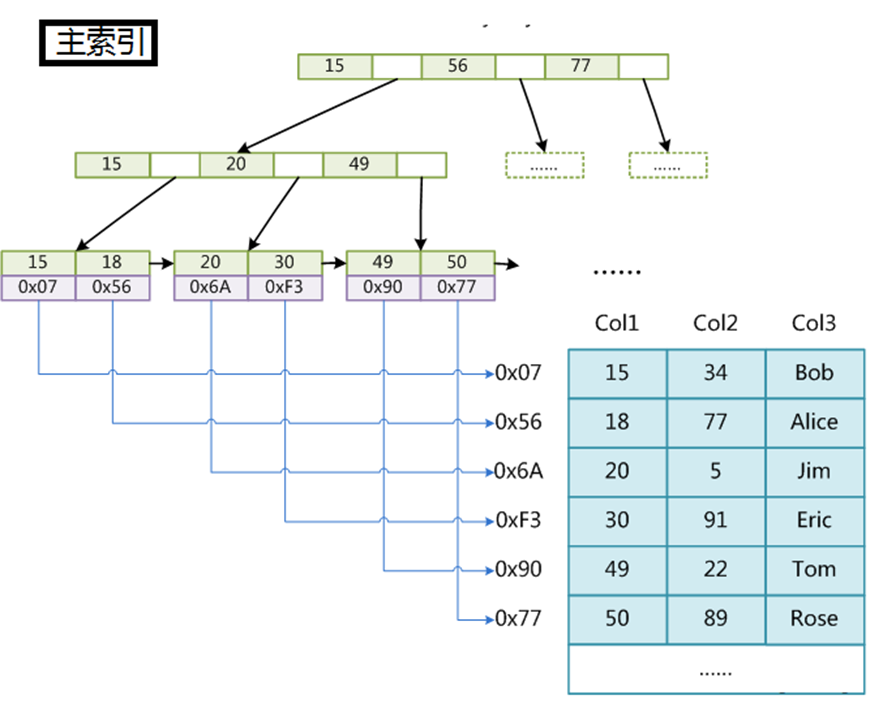 主索引
15 56 77
15 20 49
...... ......
15 18 20 30 49 50
0x07 0x56 0x6A 0xF3 0x90 0x77
......
Col1 Col2 Col3
0x07 15 34 Bob
0x56 18 77 Alice
0x6A 20 5 Jim
0xF3 30 91 Eric
0x90 49 22 Tom
0x77 50 89 Rose
......